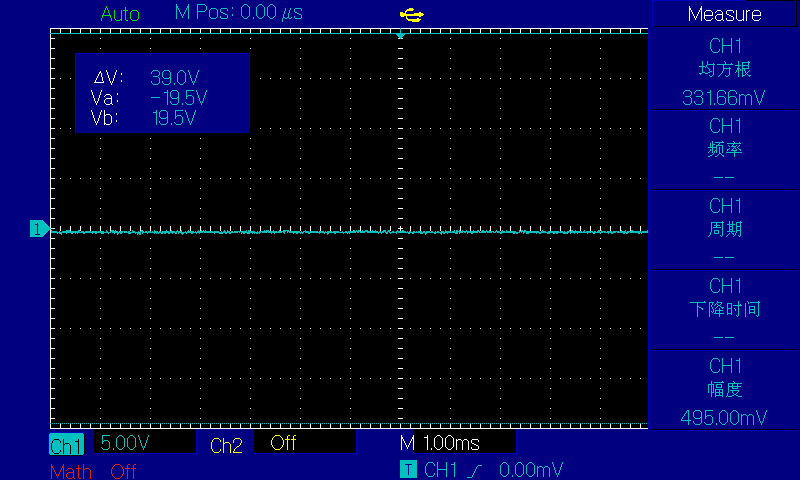 Auto M Pos: 0.00 μs
Measure
ΔV: 39.0V
Va: -19.5V
Vb: 19.5V
1
CH1
均方根
331.66mV
CH1
频率
--
CH1
周期
--
CH1
下降时间
--
CH1
幅度
495.00mV
Ch1 5.00V Ch2 Off M 1.00ms
Math Off T CH1 0.00mV